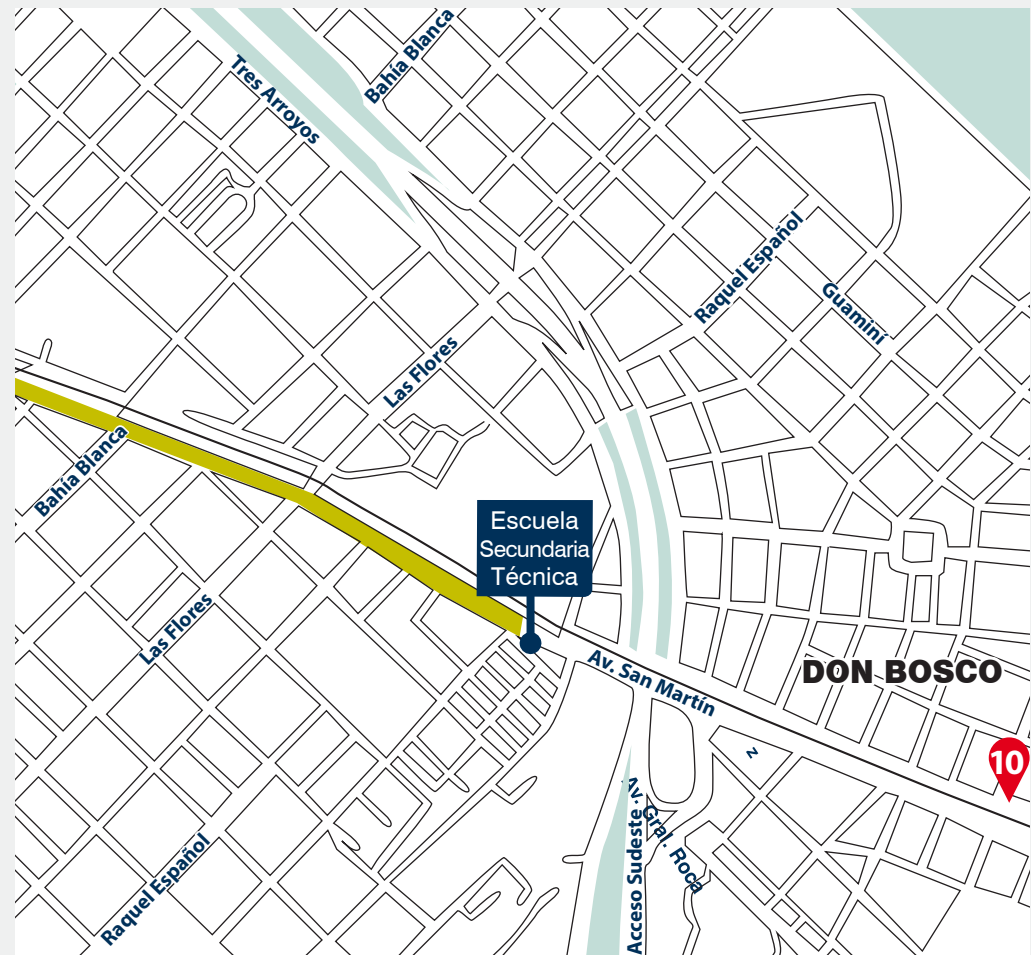 Bahía Blanca
Tres Arroyos
Raquel Español
Guaminí
Las Flores
Bahía Blanca
Escuela
Secundaria
Técnica
Las Flores
Av. San Martín
DON BOSCO
N
10
Av. Gral. Roca
Acceso Sudeste
Raquel Español